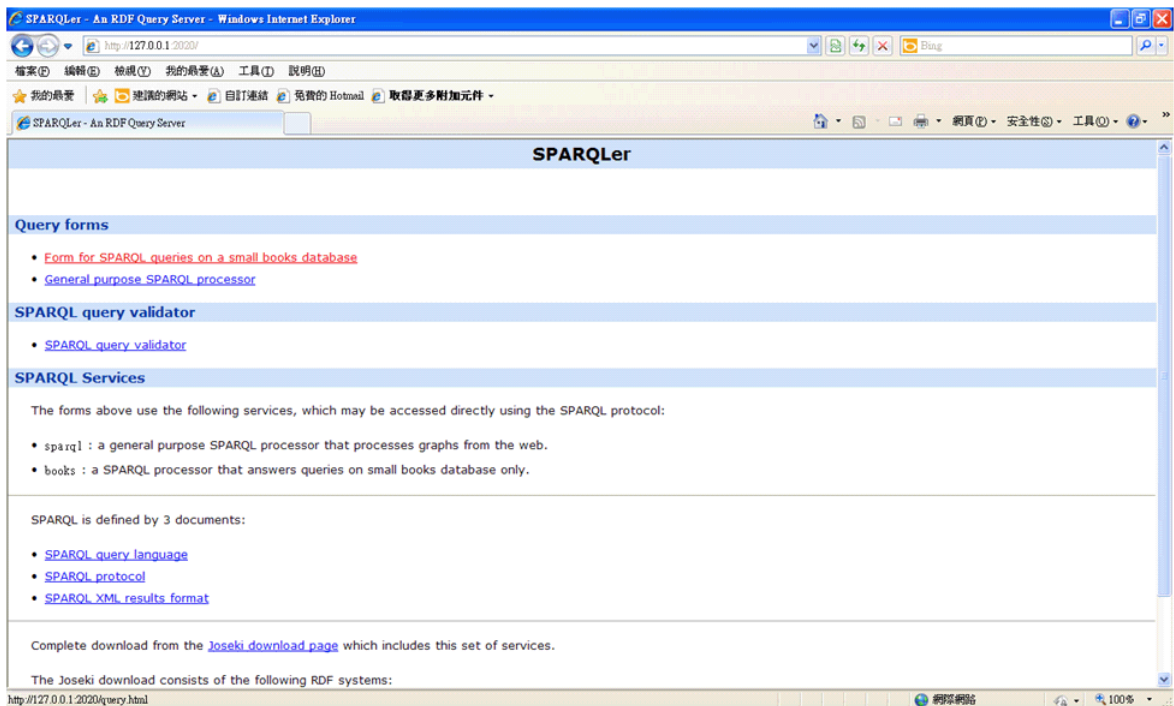 SPARQLer - An RDF Query Server - Windows Internet Explorer
http://127.0.0.1:2020/
Bing
檔案(F) 編輯(E) 檢視(V) 我的最愛(A) 工具(T) 說明(H)
我的最愛 建議的網站 自訂連結 免費的 Hotmail 取得更多附加元件
SPARQLer - An RDF Query Server
網頁(P) 安全性(S) 工具(O) »
SPARQLer
Query forms
• Form for SPARQL queries on a small books database
• General purpose SPARQL processor
SPARQL query validator
• SPARQL query validator
SPARQL Services
The forms above use the following services, which may be accessed directly using the SPARQL protocol:
• sparql : a general purpose SPARQL processor that processes graphs from the web.
• books : a SPARQL processor that answers queries on small books database only.
SPARQL is defined by 3 documents:
• SPARQL query language
• SPARQL protocol
• SPARQL XML results format
Complete download from the Joseki download page which includes this set of services.
The Joseki download consists of the following RDF systems:
http://127.0.0.1:2020/query.html
網際網路
100%